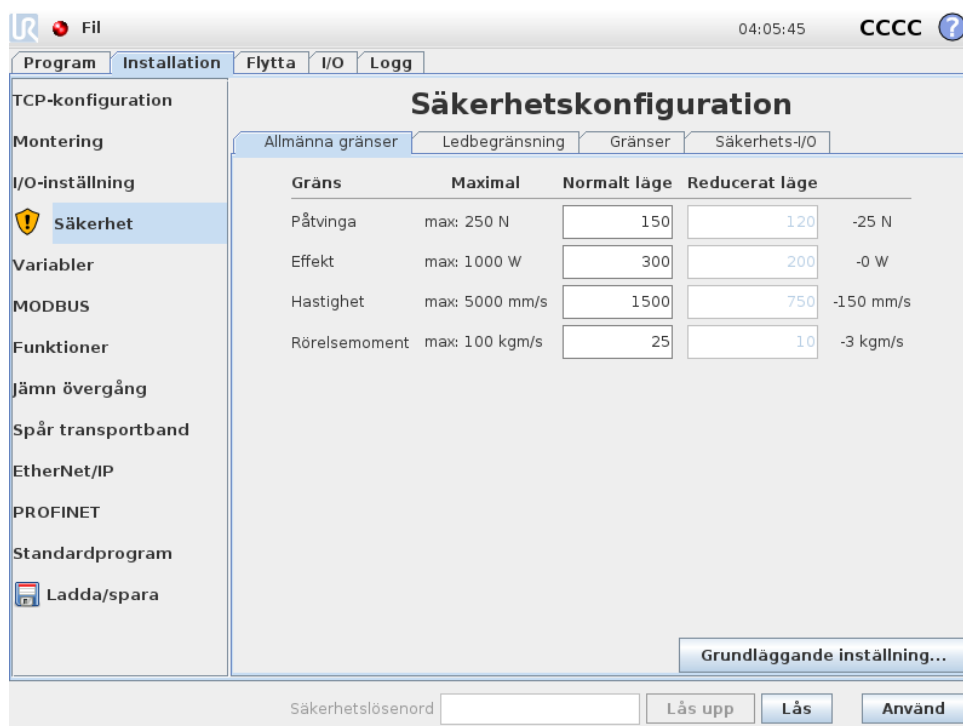 UR Fil 04:05:45 CCCC ?
Program Installation Flytta I/O Logg
TCP-konfiguration
Montering
I/O-inställning
Säkerhet
Variabler
MODBUS
Funktioner
Jämn övergång
Spår transportband
EtherNet/IP
PROFINET
Standardprogram
Ladda/spara
Säkerhetskonfiguration
Allmänna gränser Ledbegränsning Gränser Säkerhets-I/O
Gräns Maximal Normalt läge Reducerat läge
Påtvinga max: 250 N 150 120 -25 N
Effekt max: 1000 W 300 200 -0 W
Hastighet max: 5000 mm/s 1500 750 -150 mm/s
Rörelsemoment max: 100 kgm/s 25 10 -3 kgm/s
Grundläggande inställning...
Säkerhetslösenord Lås upp Lås Använd